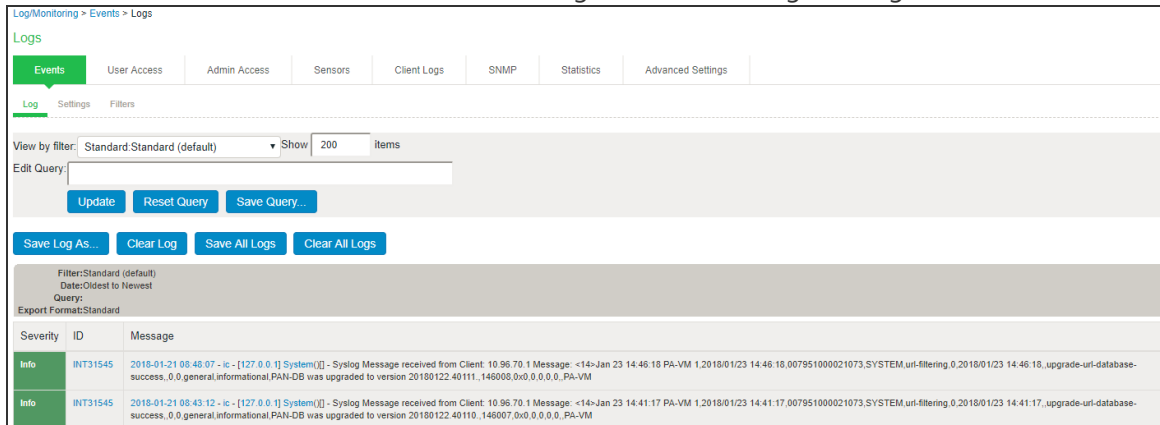 Log/Monitoring > Events > Logs
Logs
Events User Access Admin Access Sensors Client Logs SNMP Statistics Advanced Settings
Log Settings Filters
View by filter: Standard:Standard (default) Show 200 items
Edit Query:
Update Reset Query Save Query...
Save Log As... Clear Log Save All Logs Clear All Logs
Filter:Standard (default)
Date:Oldest to Newest
Query:
Export Format:Standard
Severity ID Message
Info INT31545 2018-01-21 08:48:07 - ic - [127.0.0.1] System()[] - Syslog Message received from Client: 10.96.70.1 Message: <14>Jan 23 14:46:18 PA-VM 1,2018/01/23 14:46:18,007951000021073,SYSTEM,url-filtering,0,2018/01/23 14:46:18,,upgrade-url-database-
success,,0,0,general,informational,PAN-DB was upgraded to version 20180122.40111.,146008,0x0,0,0,0,0,,PA-VM
Info INT31545 2018-01-21 08:43:12 - ic - [127.0.0.1] System()[] - Syslog Message received from Client: 10.96.70.1 Message: <14>Jan 23 14:41:17 PA-VM 1,2018/01/23 14:41:17,007951000021073,SYSTEM,url-filtering,0,2018/01/23 14:41:17,,upgrade-url-database-
success,,0,0,general,informational,PAN-DB was upgraded to version 20180122.40110.,146007,0x0,0,0,0,0,,PA-VM